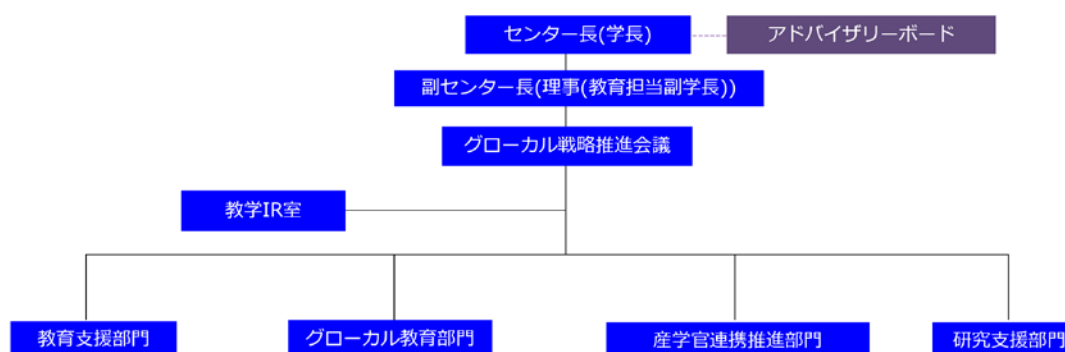 センター長(学長)
アドバイザリーボード
副センター長(理事(教育担当副学長))
グローカル戦略推進会議
教学IR室
教育支援部門
グローカル教育部門
産学官連携推進部門
研究支援部門